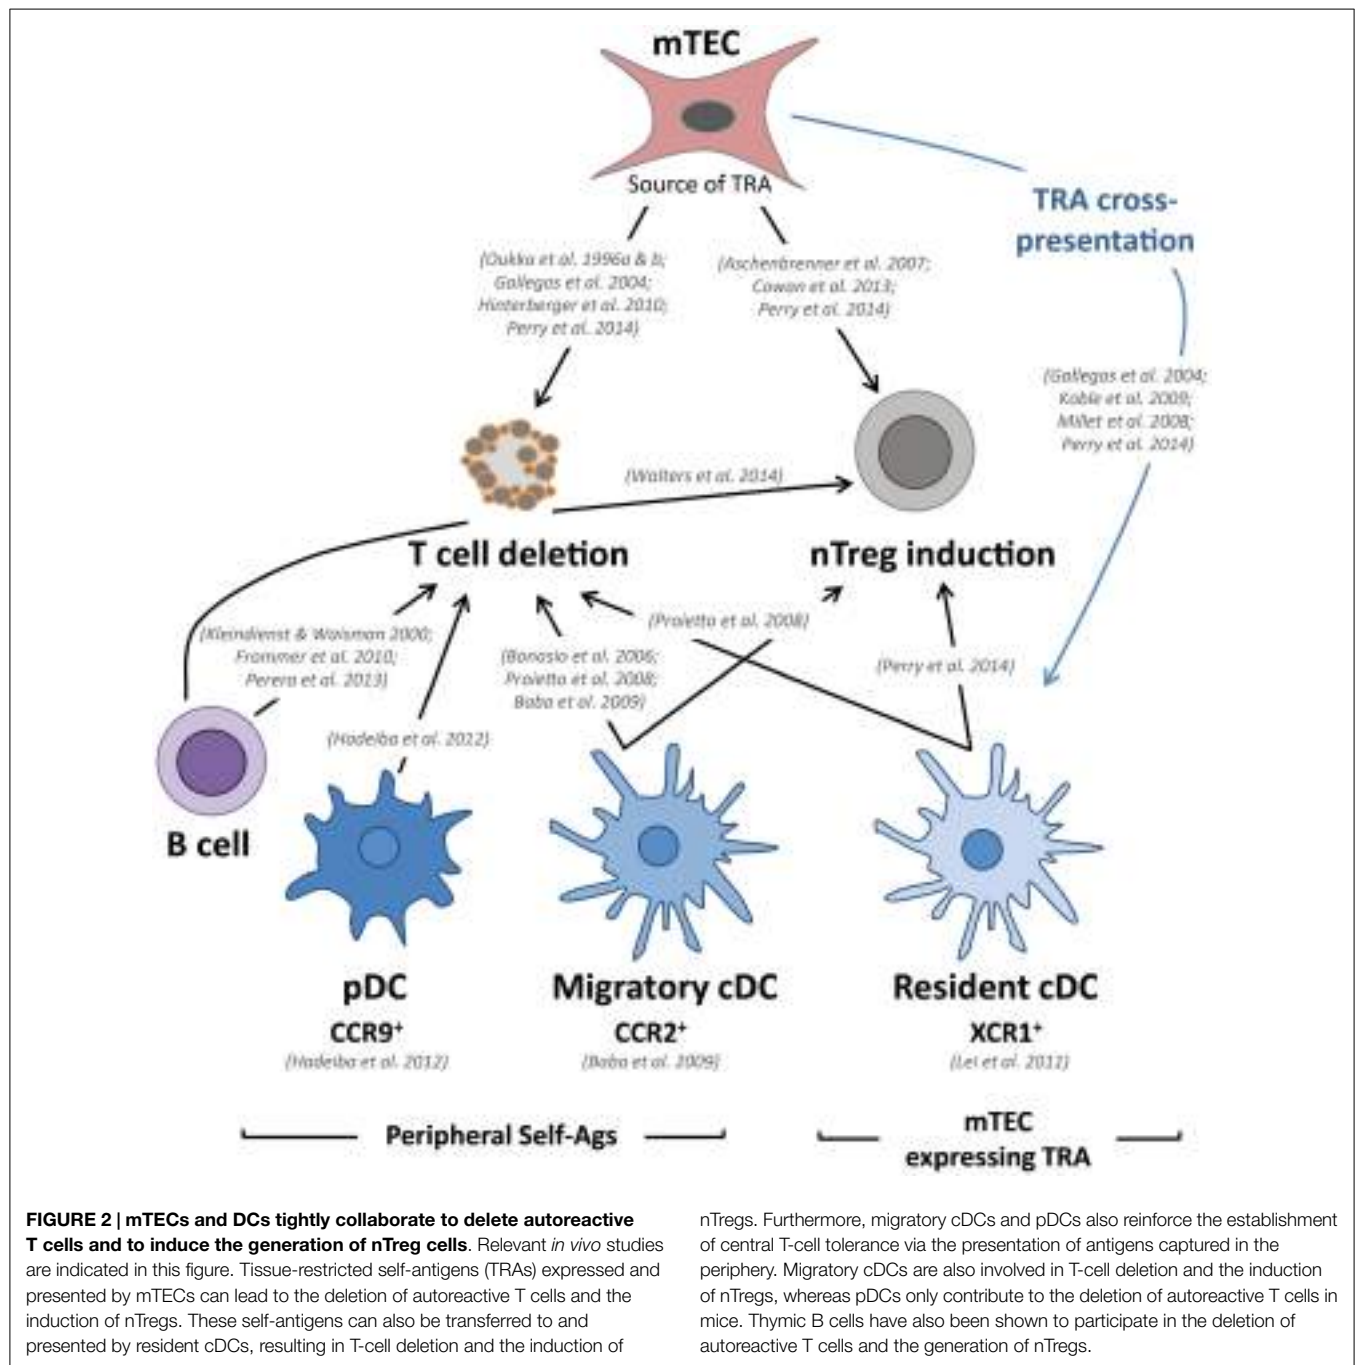 mTEC
Source of TRA
TRA cross-
presentation
(Oukka et al. 1996a & b;
Gallegos et al. 2004;
Hinterberger et al. 2010;
Perry et al. 2014)
(Aschenbrenner et al. 2007;
Cowan et al. 2013;
Perry et al. 2014)
(Gallegos et al. 2004;
Koble et al. 2009;
Millet et al. 2008;
Perry et al. 2014)
(Walters et al. 2014)
T cell deletion
nTreg induction
(Kleindienst & Waisman 2000;
Frommer et al. 2010;
Perera et al. 2013)
(Proietto et al. 2008)
(Bonasio et al. 2006;
Proietto et al. 2008;
Baba et al. 2009)
(Perry et al. 2014)
(Hadeiba et al. 2012)
B cell
pDC
CCR9⁺
(Hadeiba et al. 2012)
Migratory cDC
CCR2⁺
(Baba et al. 2009)
Resident cDC
XCR1⁺
(Lei et al. 2011)
Peripheral Self-Ags
mTEC
expressing TRA
FIGURE 2 | mTECs and DCs tightly collaborate to delete autoreactive
T cells and to induce the generation of nTreg cells. Relevant in vivo studies
are indicated in this figure. Tissue-restricted self-antigens (TRAs) expressed and
presented by mTECs can lead to the deletion of autoreactive T cells and the
induction of nTregs. These self-antigens can also be transferred to and
presented by resident cDCs, resulting in T-cell deletion and the induction of
nTregs. Furthermore, migratory cDCs and pDCs also reinforce the establishment
of central T-cell tolerance via the presentation of antigens captured in the
periphery. Migratory cDCs are also involved in T-cell deletion and the induction
of nTregs, whereas pDCs only contribute to the deletion of autoreactive T cells in
mice. Thymic B cells have also been shown to participate in the deletion of
autoreactive T cells and the generation of nTregs.